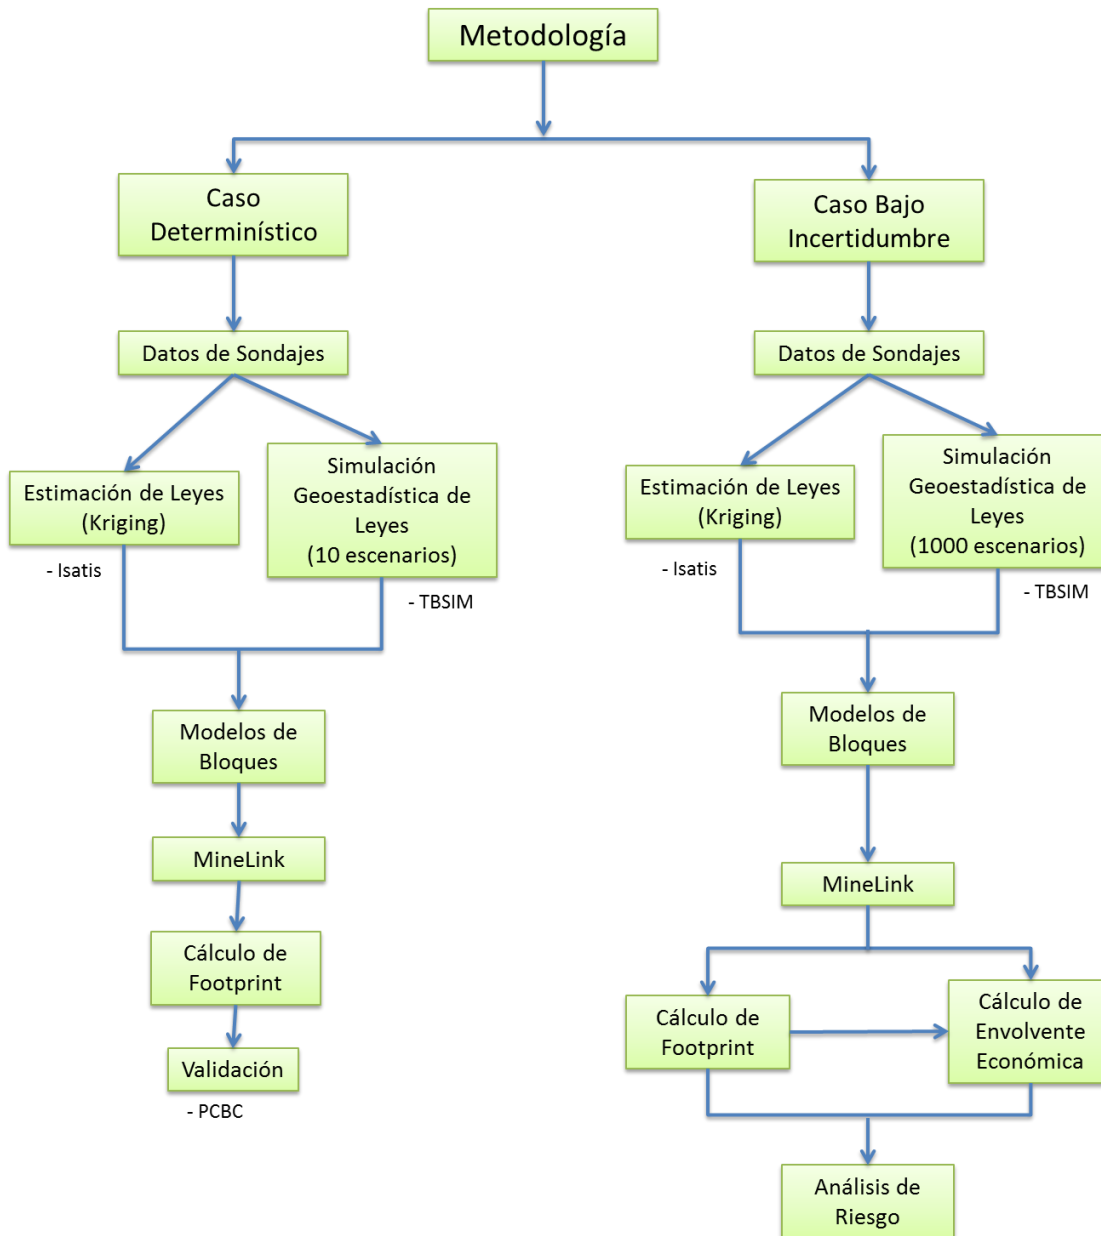 Metodología
Caso
Determinístico
Datos de Sondajes
Estimación de Leyes
(Kriging)
- Isatis
Simulación
Geoestadística de
Leyes
(10 escenarios)
- TBSIM
Modelos de
Bloques
MineLink
Cálculo de
Footprint
Validación
- PCBC
Caso Bajo
Incertidumbre
Datos de Sondajes
Estimación de Leyes
(Kriging)
- Isatis
Simulación
Geoestadística de
Leyes
(1000 escenarios)
- TBSIM
Modelos de
Bloques
MineLink
Cálculo de
Footprint
Cálculo de
Envolvente
Económica
Análisis de
Riesgo